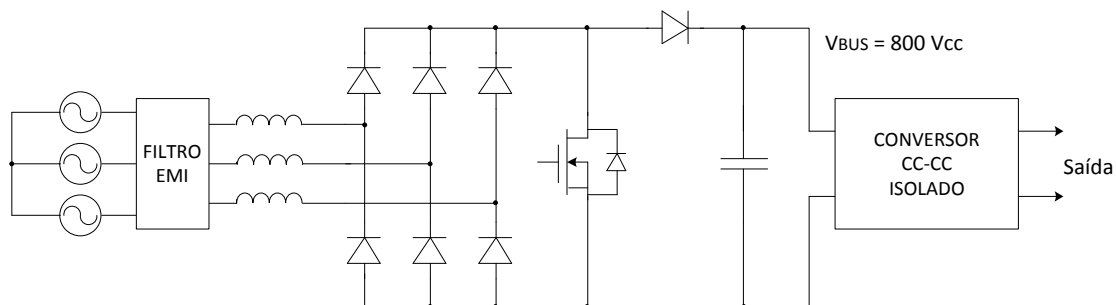 VBUS = 800 Vcc
FILTRO
EMI
CONVERSOR
CC-CC
ISOLADO
Saída